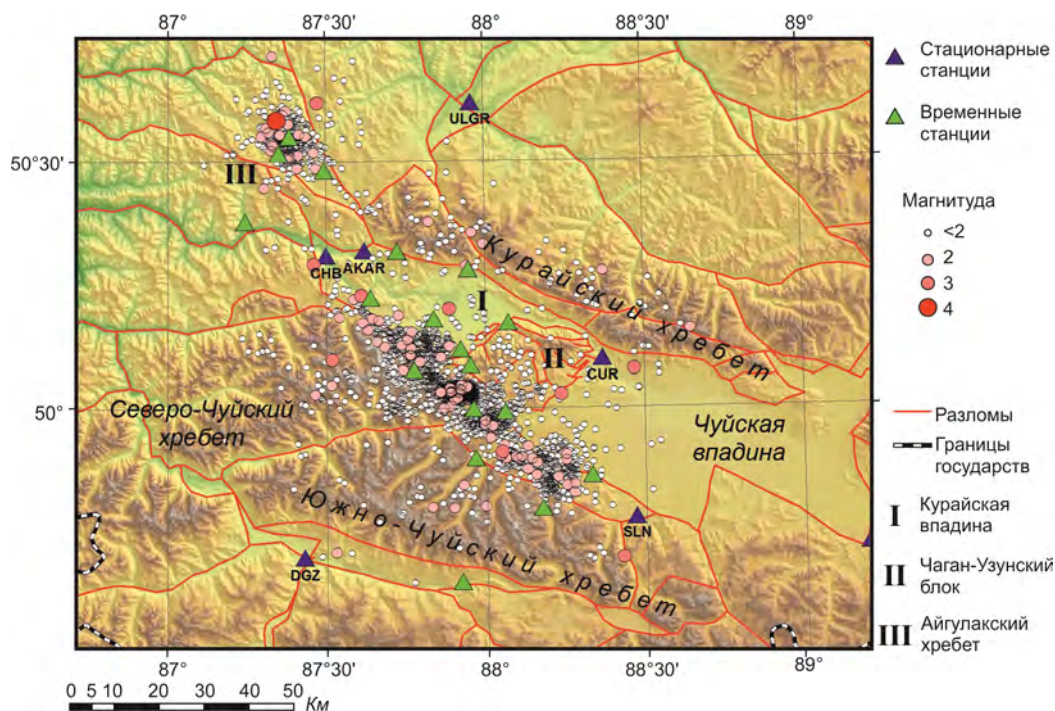 87°
87°30'
88°
88°30'
89°
50°30'
50°
ULGR
III
CHB
AKAR
Курайский хребет
I
II
CUR
Северо-Чуйский
хребет
Чуйская
впадина
Южно-Чуйский хребет
SLN
DGZ
87°
87°30'
88°
88°30'
89°
0 5 10 20 30 40 50
Км
Стационарные
станции
Временные
станции
Магнитуда
<2
2
3
4
Разломы
Границы
государств
I Курайская
впадина
II Чаган-Узунский
блок
III Айгулакский
хребет